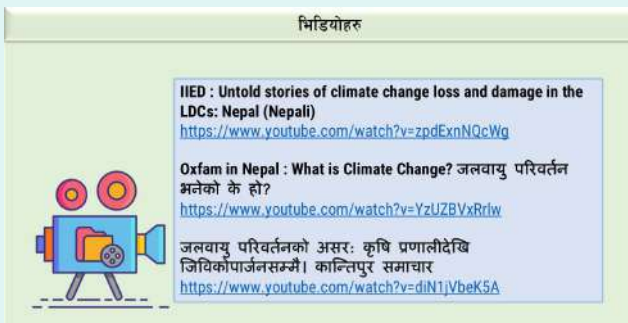 भिडियोहरु
IIED : Untold stories of climate change loss and damage in the
LDCs: Nepal (Nepali)
https://www.youtube.com/watch?v=zpdExnNQcWg
Oxfam in Nepal : What is Climate Change? जलवायु परिवर्तन
भनेको के हो?
https://www.youtube.com/watch?v=YzUZBVxRrlw
जलवायु परिवर्तनको असर: कृषि प्रणालीदेखि
जिविकोपार्जनसम्मै। कान्तिपुर समाचार
https://www.youtube.com/watch?v=diN1jVbeK5A